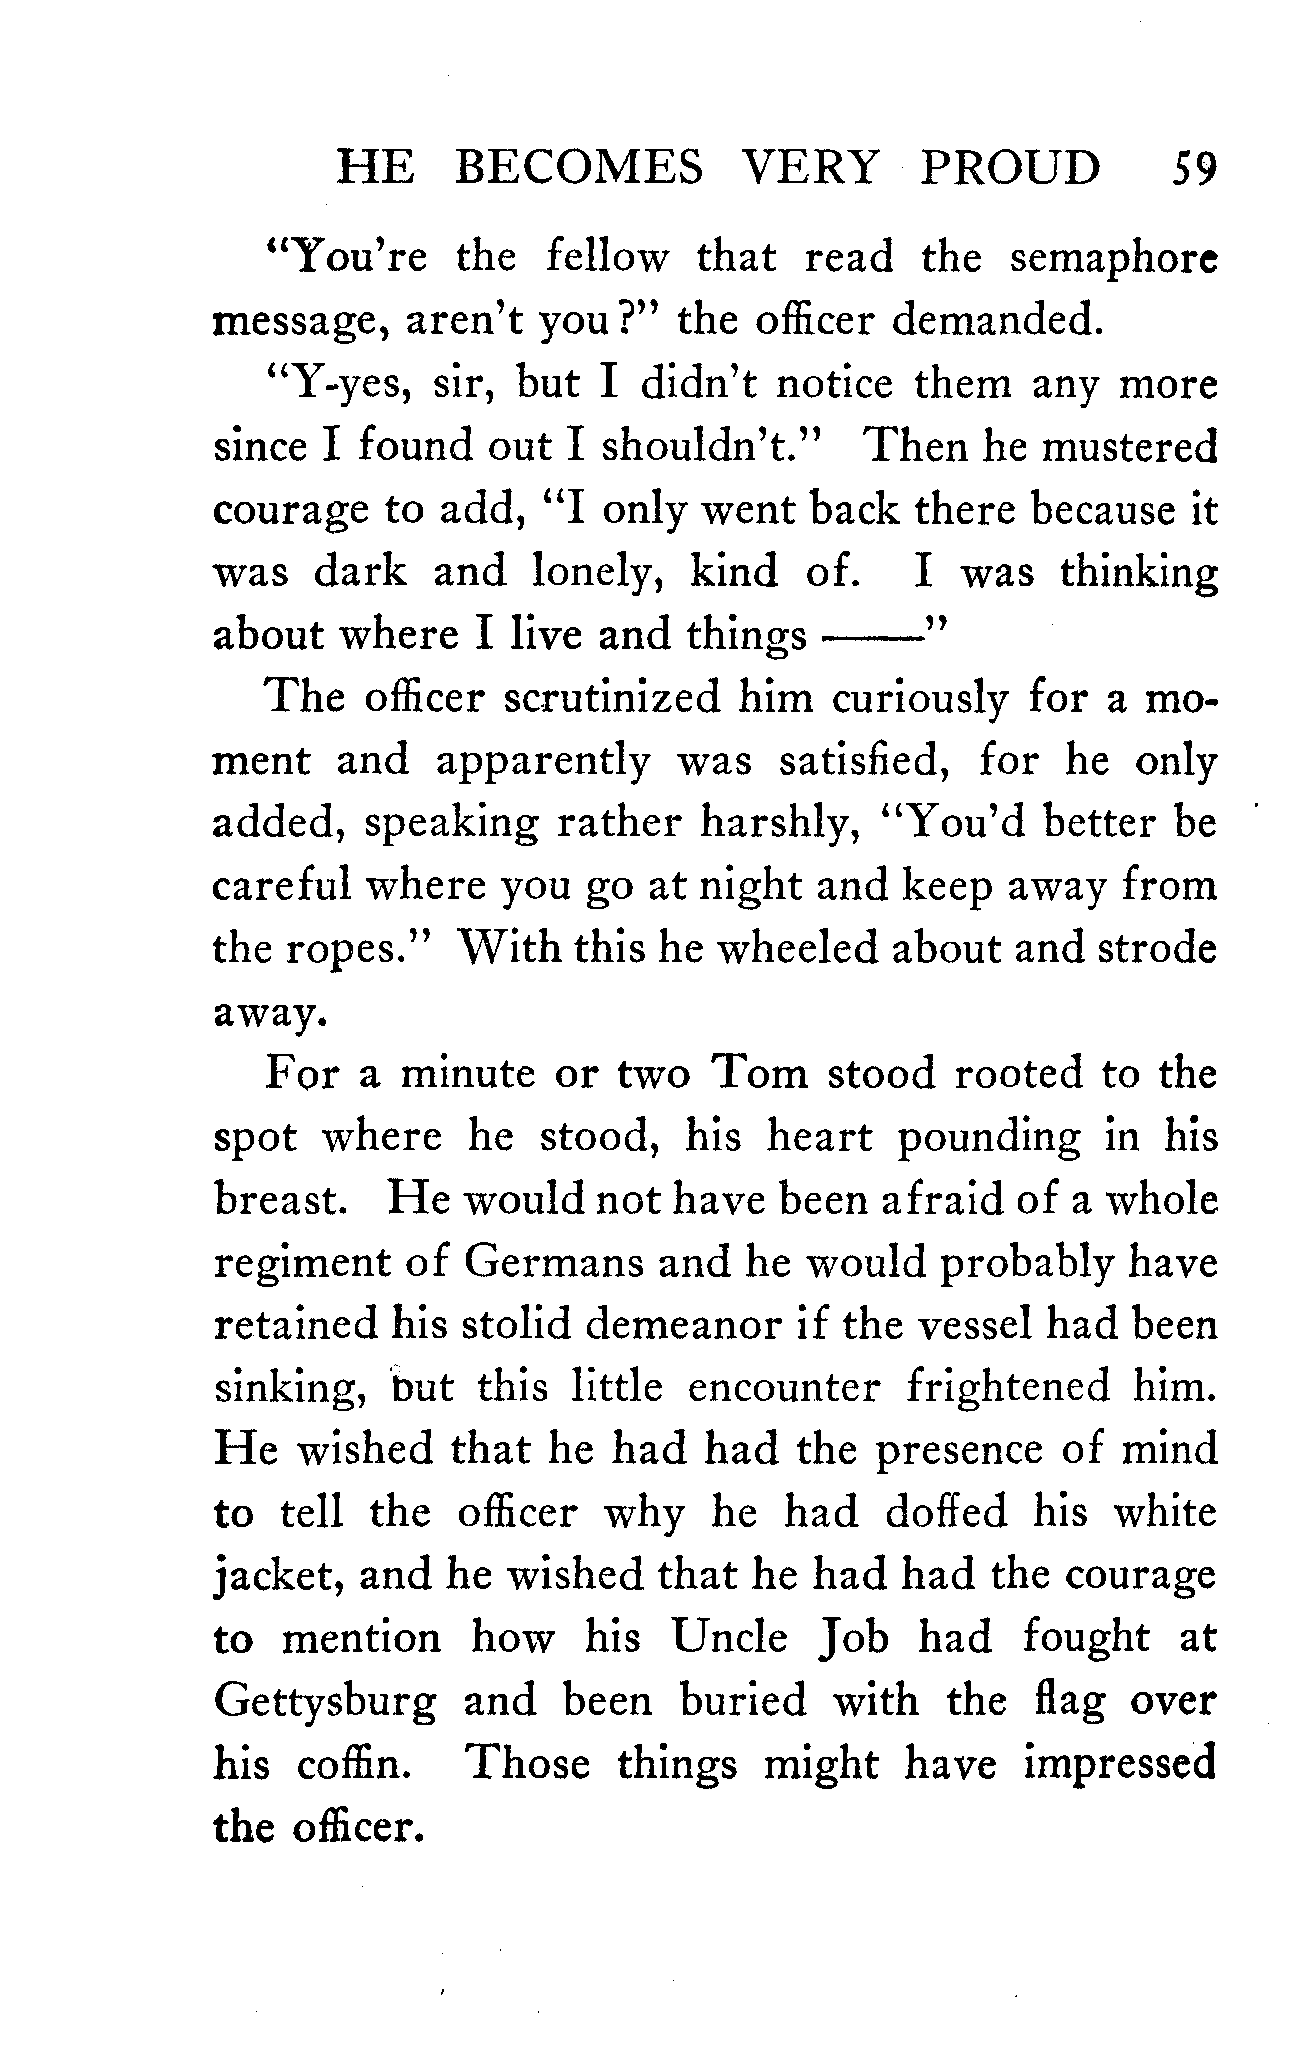 HE BECOMES VERY PROUD 59
"You're the fellow that read the semaphore
message, aren't you?" the officer demanded.
"Y-yes, sir, but I didn't notice them any more
since I found out I shouldn't." Then he mustered
courage to add, "I only went back there because it
was dark and lonely, kind of. I was thinking
about where I live and things ——"
The officer scrutinized him curiously for a mo-
ment and apparently was satisfied, for he only
added, speaking rather harshly, "You'd better be
careful where you go at night and keep away from
the ropes." With this he wheeled about and strode
away.
For a minute or two Tom stood rooted to the
spot where he stood, his heart pounding in his
breast. He would not have been afraid of a whole
regiment of Germans and he would probably have
retained his stolid demeanor if the vessel had been
sinking, but this little encounter frightened him.
He wished that he had had the presence of mind
to tell the officer why he had doffed his white
jacket, and he wished that he had had the courage
to mention how his Uncle Job had fought at
Gettysburg and been buried with the flag over
his coffin. Those things might have impressed
the officer.